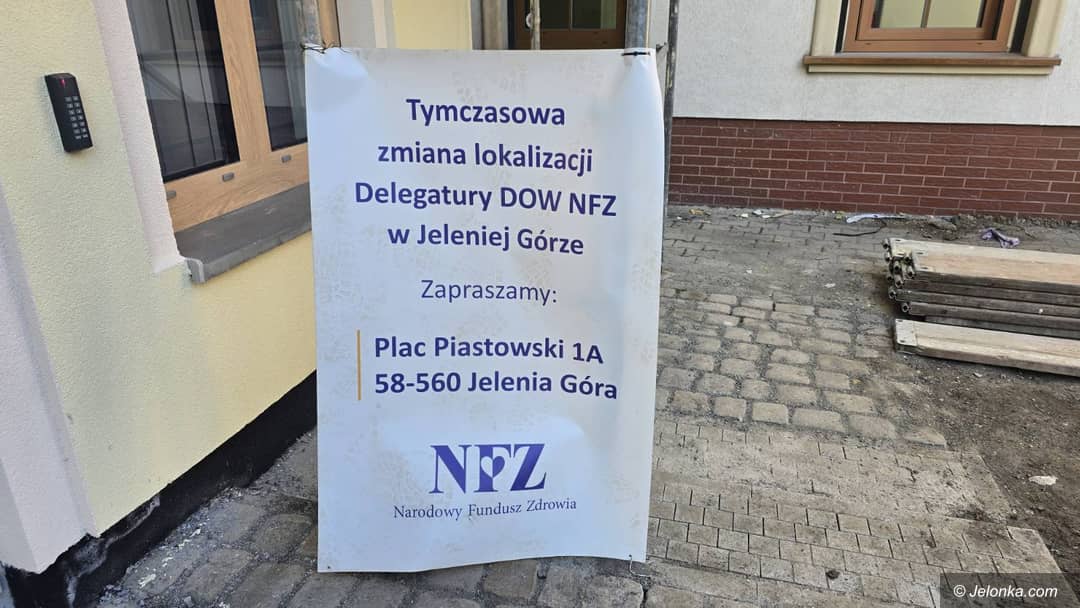 Tymczasowa
zmiana lokalizacji
Delegatury DOW NFZ
w Jeleniej Górze
Zapraszamy:
Plac Piastowski 1A
58-560 Jelenia Góra
NFZ
Narodowy Fundusz Zdrowia
© Jelonka.com